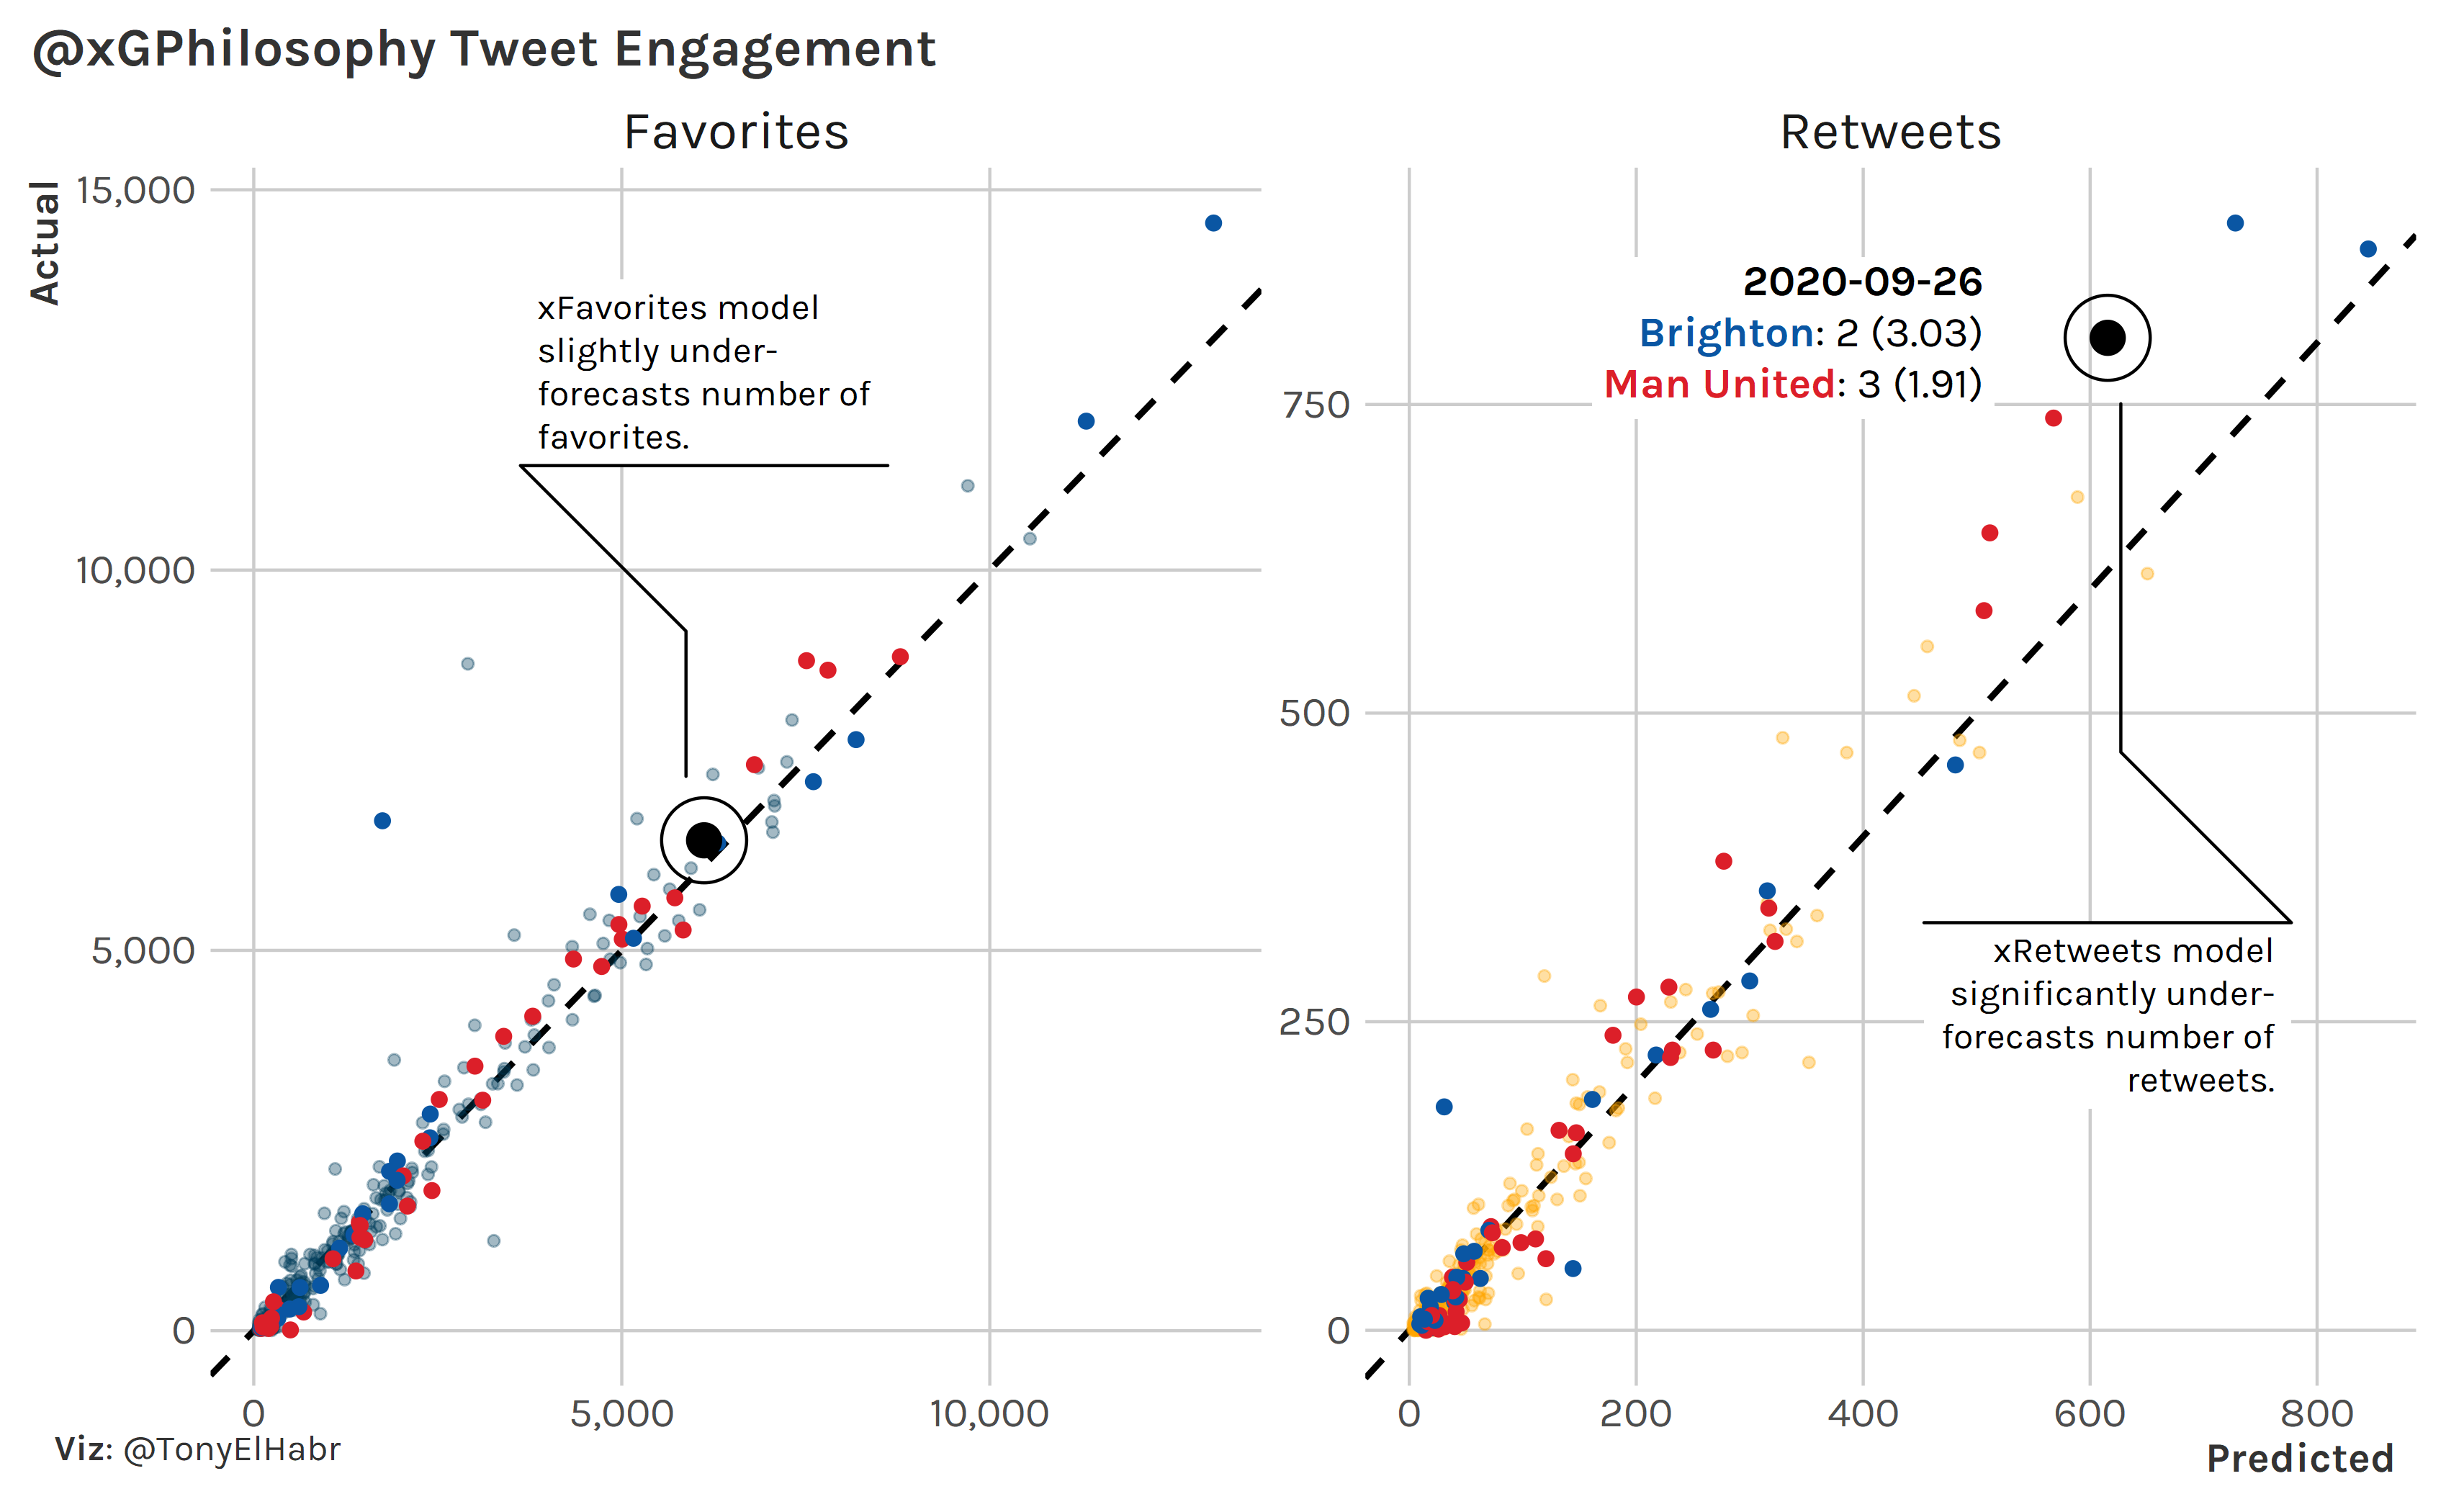 @xGPhilosophy Tweet Engagement
Favorites
Actual
15,000
10,000
5,000
0
xFavorites model
slightly under-
forecasts number of
favorites.
0
5,000
10,000
Retweets
750
500
250
0
2020-09-26
Brighton: 2 (3.03)
Man United: 3 (1.91)
xRetweets model
significantly under-
forecasts number of
retweets.
0
200
400
600
800
Predicted
Viz: @TonyElHabr